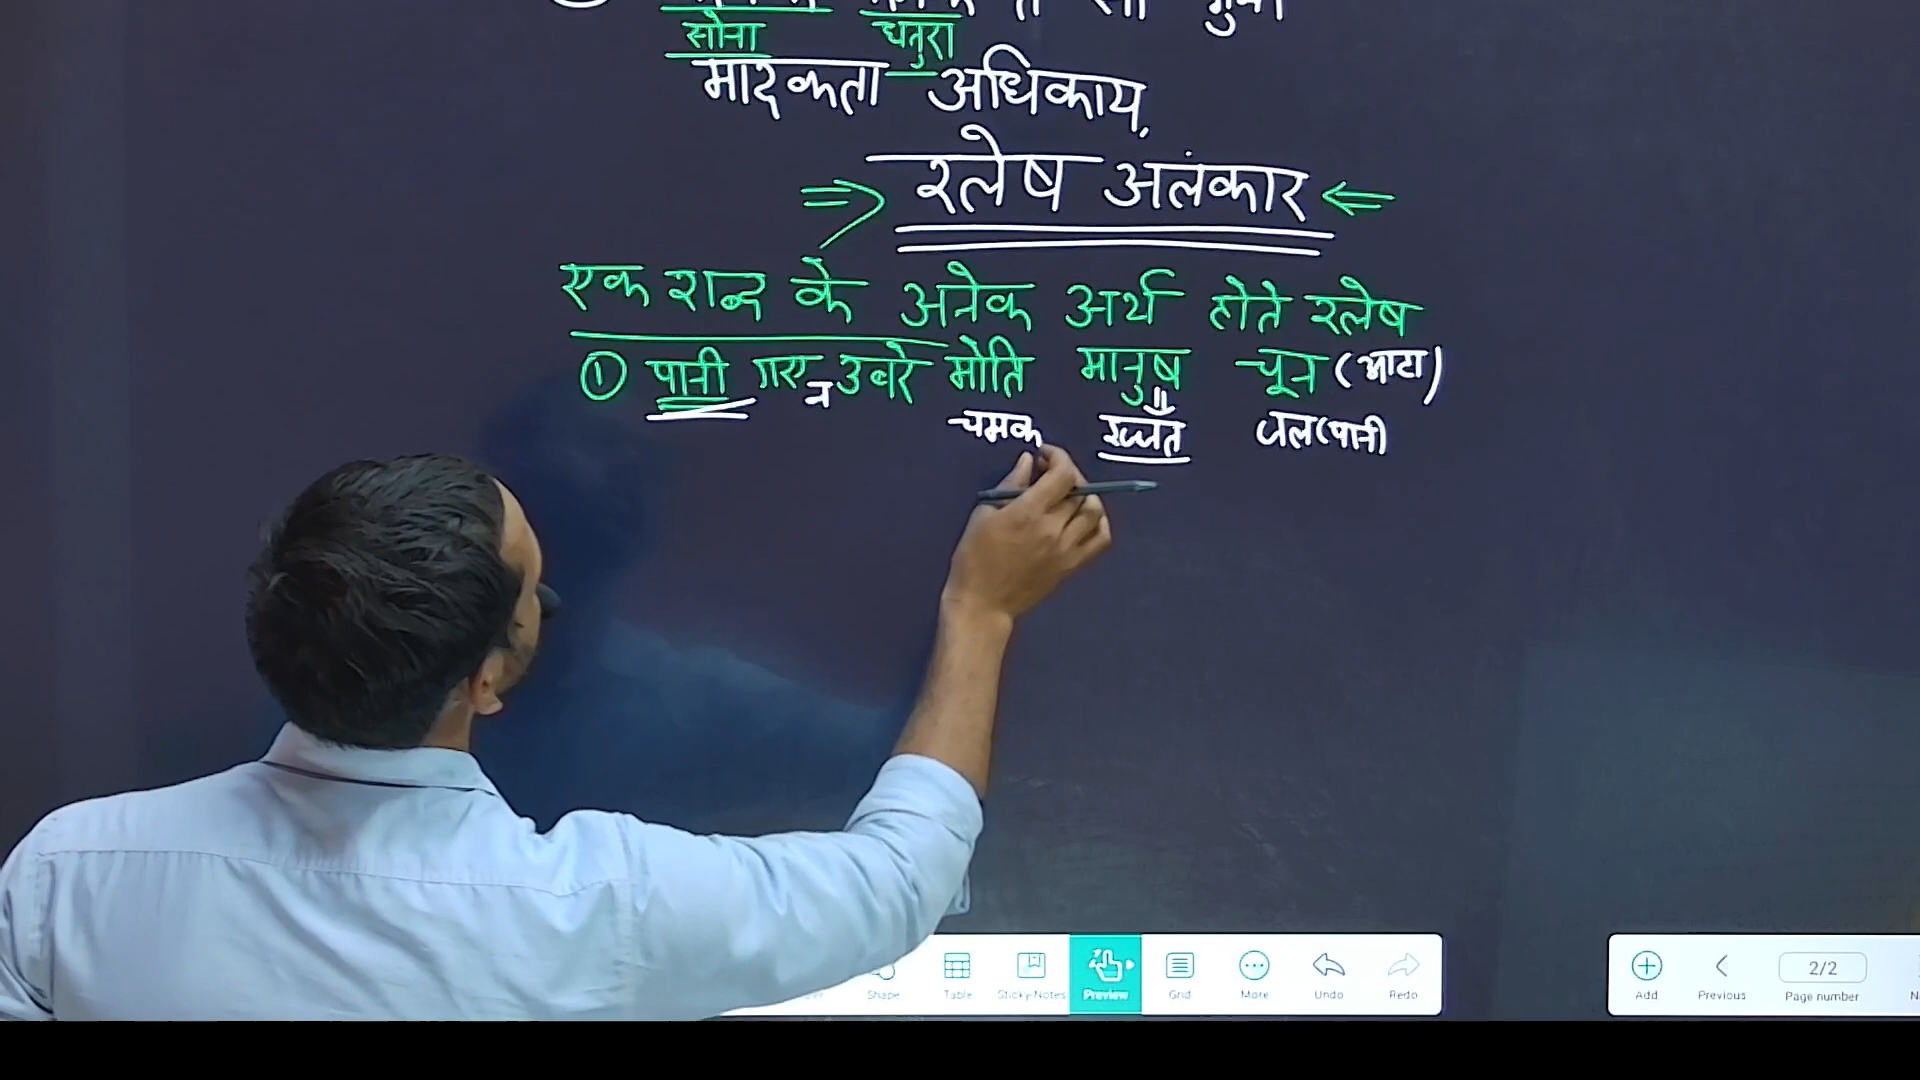 सोना धतुरा
मादकता अधिकाय
⇒ श्लेष अलंकार ⇐
एक शब्द के अनेक अर्थ होते श्लेष
① पानी गए न उबरे मोति मानुष चून (आटा)
चमक इज्जत जल(पानी
Shape Table Sticky-Notes Preview Grid More Undo Redo
Add Previous 2/2 Page number